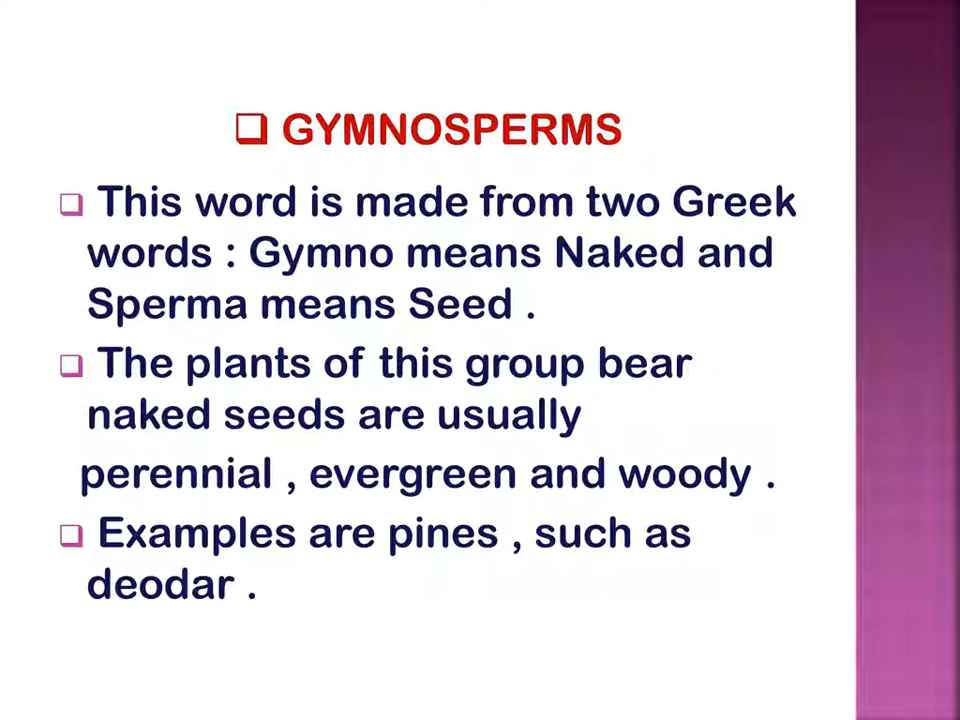 ❑ GYMNOSPERMS
❑ This word is made from two Greek
words : Gymno means Naked and
Sperma means Seed .
❑ The plants of this group bear
naked seeds are usually
perennial , evergreen and woody .
❑ Examples are pines , such as
deodar .